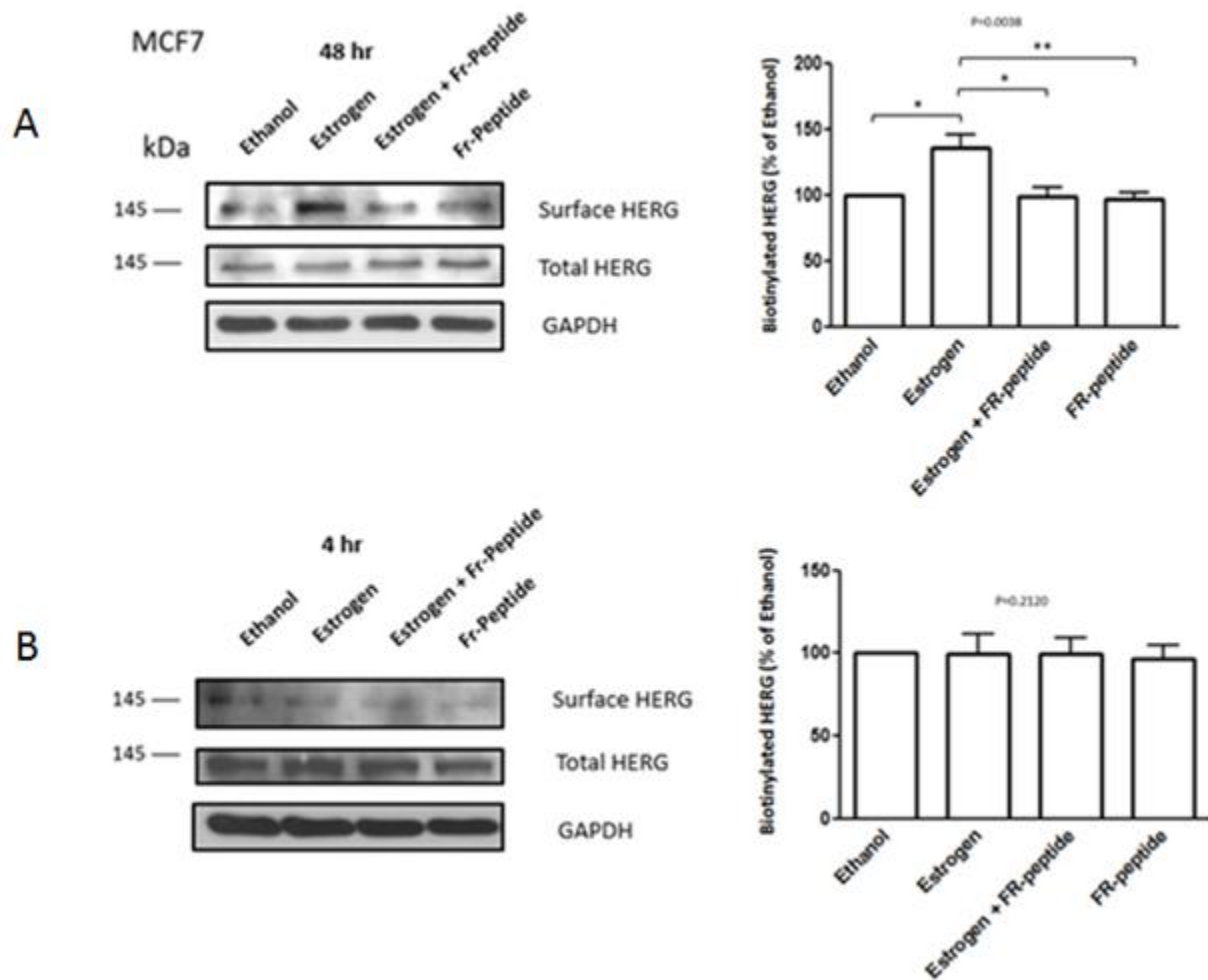 MCF7
48 hr
A
kDa
Ethanol
Estrogen
Estrogen + Fr-Peptide
Fr-Peptide
145
Surface HERG
145
Total HERG
GAPDH
P=0.0038
**
*
*
200
150
100
50
0
Biotinylated HERG (% of Ethanol)
Ethanol
Estrogen
Estrogen + FR-peptide
FR-peptide
B
4 hr
Ethanol
Estrogen
Estrogen + Fr-Peptide
Fr-Peptide
145
Surface HERG
145
Total HERG
GAPDH
P=0.2120
150
100
50
0
Biotinylated HERG (% of Ethanol)
Ethanol
Estrogen
Estrogen + FR-peptide
FR-peptide